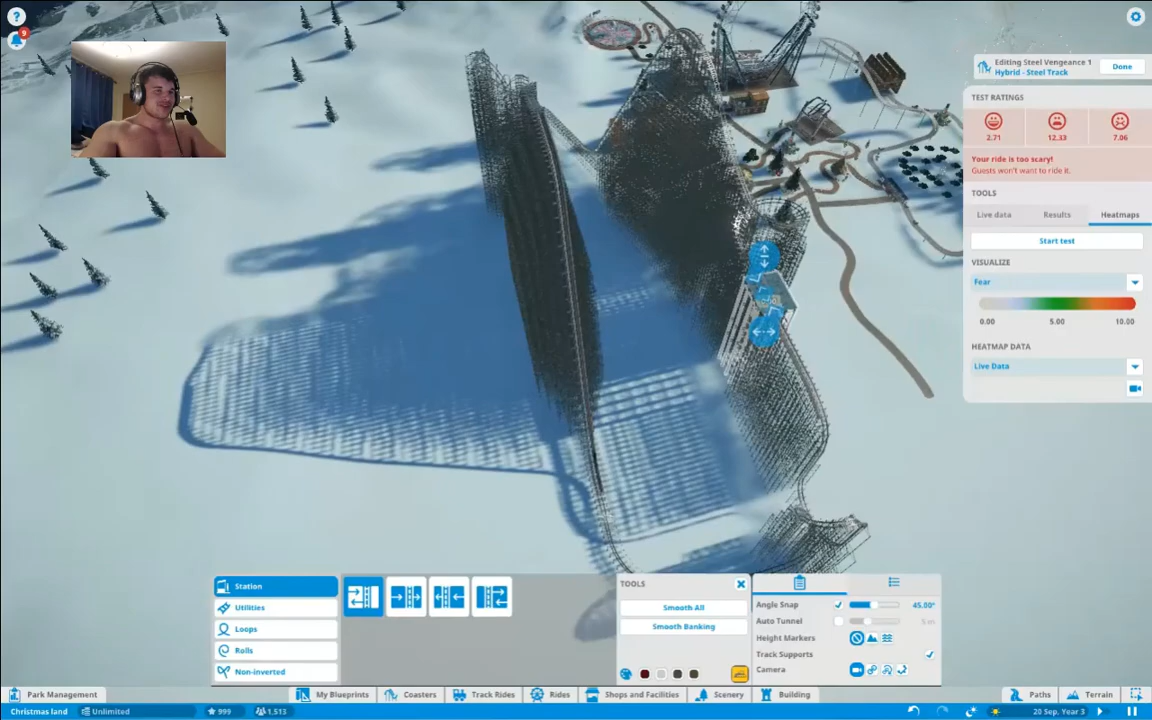 ?
9
Editing Steel Vengeance 1
Hybrid - Steel Track
Done
TEST RATINGS
2.71 12.33 7.06
Your ride is too scary!
Guests won't want to ride it.
TOOLS
Live data Results Heatmaps
Start test
VISUALIZE
Fear
0.00 5.00 10.00
HEATMAP DATA
Live Data
Station
Utilities
Loops
Rolls
Non-inverted
TOOLS
Smooth All
Smooth Banking
Angle Snap 45.00°
Auto Tunnel 5 m
Height Markers
Track Supports
Camera
Park Management My Blueprints Coasters Track Rides Rides Shops and Facilities Scenery Building Paths Terrain
Christmas land Unlimited 999 1,513 20 Sep, Year 3